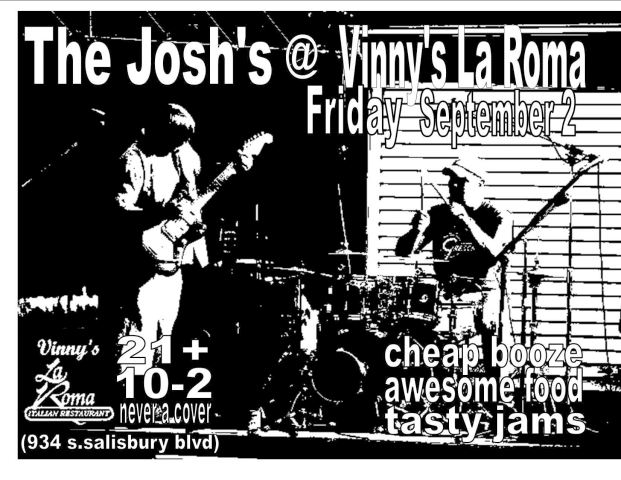 The Josh's @ Vinny's La Roma
Friday September 2
Vinny's
La
Roma
ITALIAN RESTAURANT
21+
10-2
never a cover
(934 s.salisbury blvd)
cheap booze
awesome food
tasty jams
GRETSCH